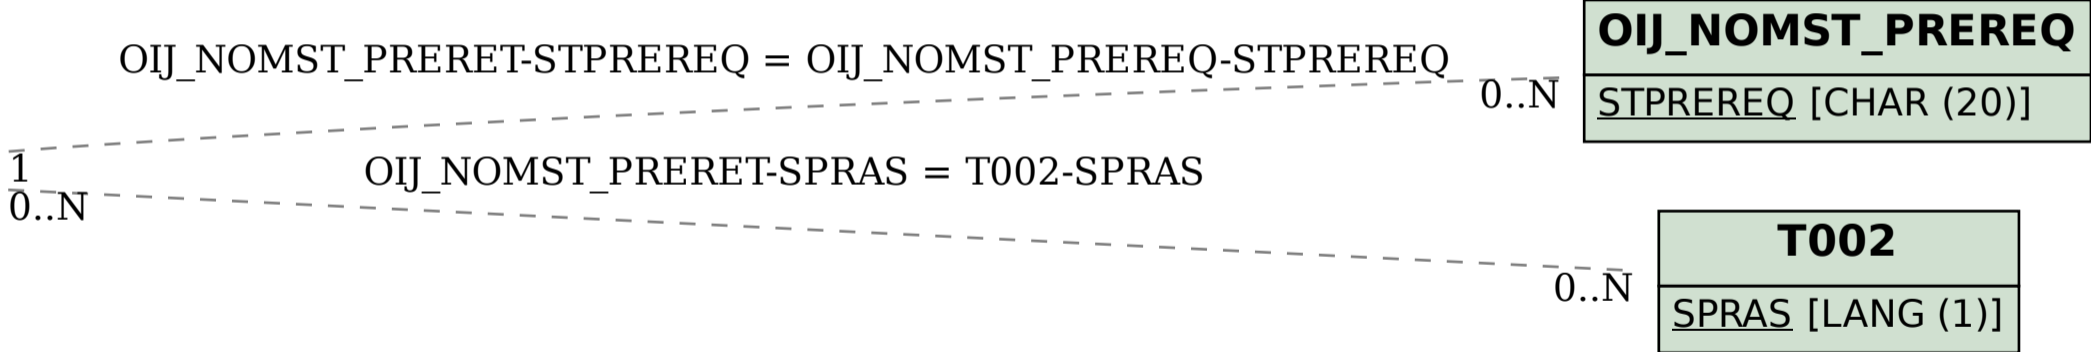 OIJ_NOMST_PREREQ
OIJ_NOMST_PRERET-STPREREQ = OIJ_NOMST_PREREQ-STPREREQ
0..N
STPREREQ [CHAR (20)]
1
OIJ_NOMST_PRERET-SPRAS = T002-SPRAS
0..N
T002
0..N
SPRAS [LANG (1)]